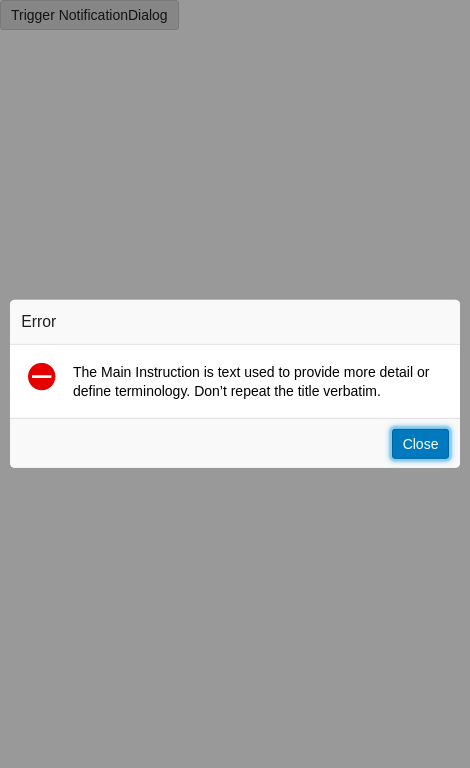 Trigger NotificationDialog
Error
The Main Instruction is text used to provide more detail or
define terminology. Don’t repeat the title verbatim.
Close